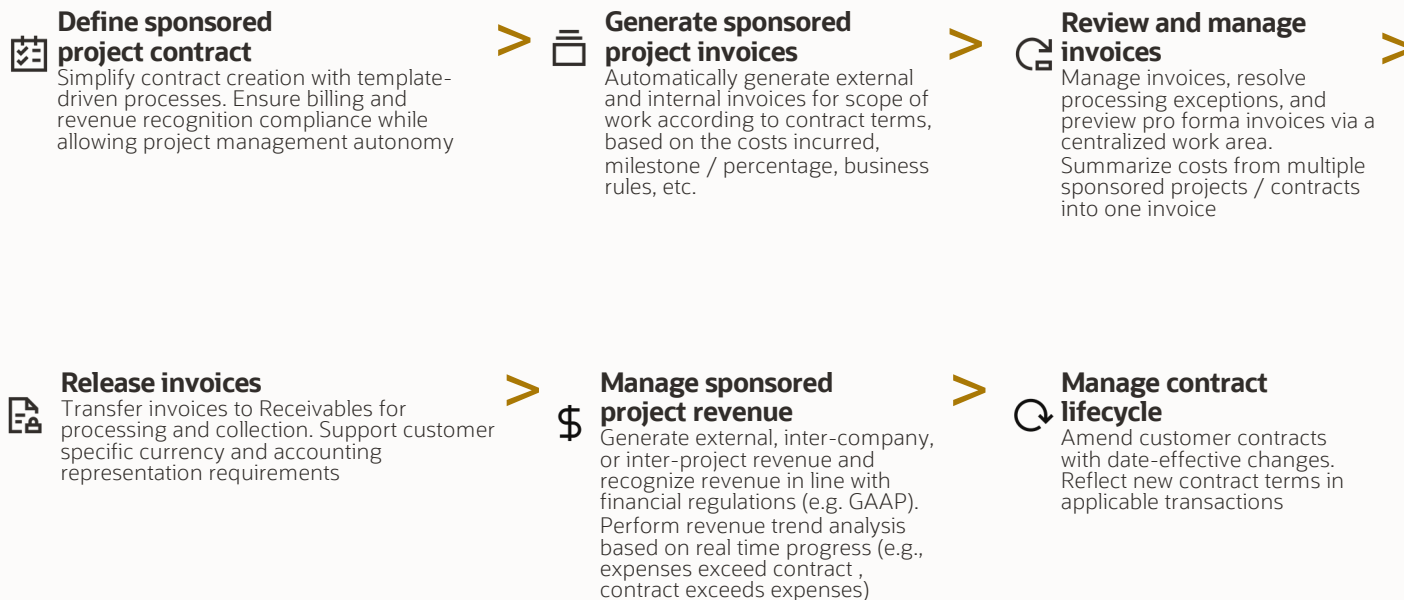 Define sponsored
project contract
Simplify contract creation with template-
driven processes. Ensure billing and
revenue recognition compliance while
allowing project management autonomy
>
Generate sponsored
project invoices
Automatically generate external
and internal invoices for scope of
work according to contract terms,
based on the costs incurred,
milestone / percentage, business
rules, etc.
>
Review and manage
invoices
Manage invoices, resolve
processing exceptions, and
preview pro forma invoices via a
centralized work area.
Summarize costs from multiple
sponsored projects / contracts
into one invoice
>
Release invoices
Transfer invoices to Receivables for
processing and collection. Support customer
specific currency and accounting
representation requirements
>
$
Manage sponsored
project revenue
Generate external, inter-company,
or inter-project revenue and
recognize revenue in line with
financial regulations (e.g. GAAP).
Perform revenue trend analysis
based on real time progress (e.g.,
expenses exceed contract ,
contract exceeds expenses)
>
Manage contract
lifecycle
Amend customer contracts
with date-effective changes.
Reflect new contract terms in
applicable transactions